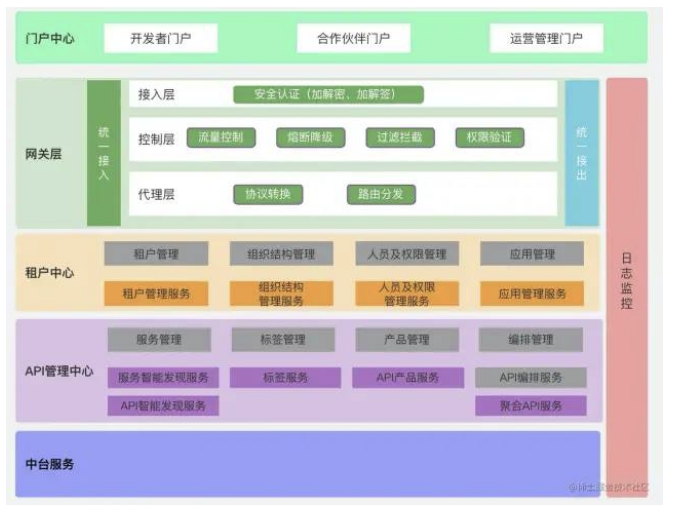 门户中心
开发者门户
合作伙伴门户
运营管理门户
网关层
统一接入
接入层
安全认证（加解密、加解签）
控制层
流量控制
熔断降级
过滤拦截
权限验证
代理层
协议转换
路由分发
统一接出
日志监控
租户中心
租户管理
组织结构管理
人员及权限管理
应用管理
租户管理服务
组织结构
管理服务
人员及权限
管理服务
应用管理服务
API管理中心
服务管理
标签管理
产品管理
编排管理
服务智能发现服务
标签服务
API产品服务
API编排服务
API智能发现服务
聚合API服务
中台服务
@稀土掘金技术社区